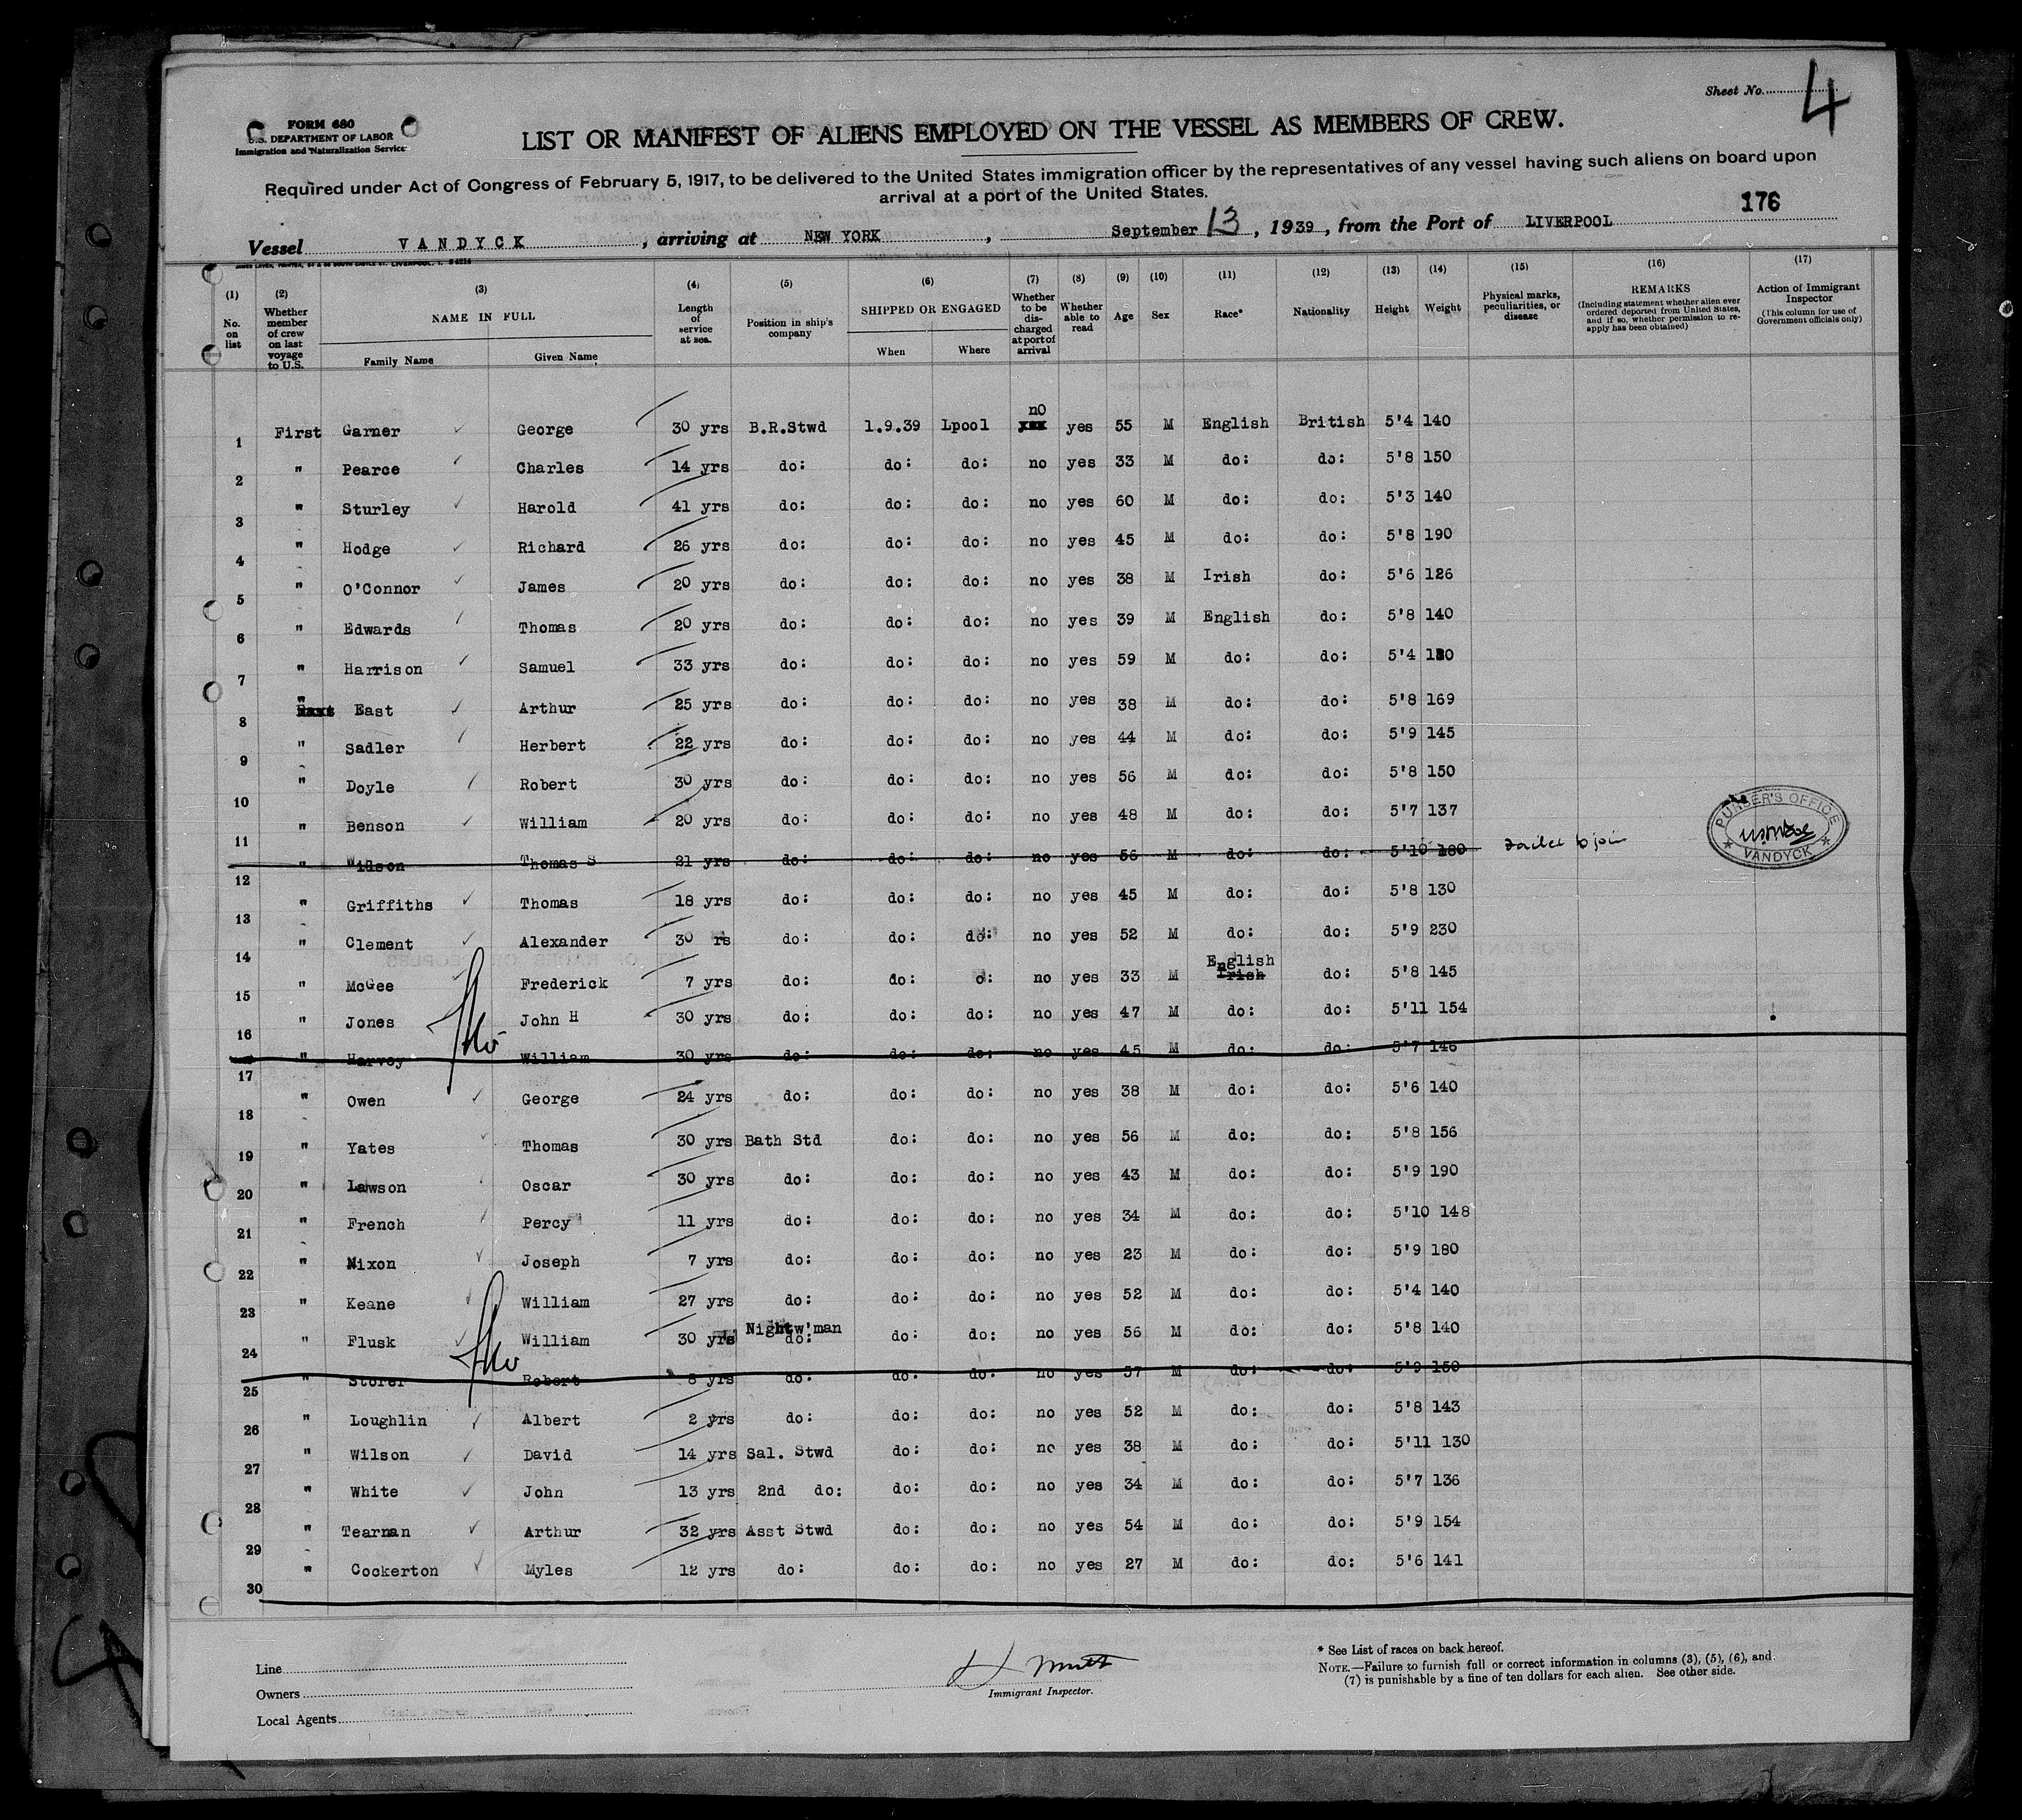 Sheet No. 4
FORM 680
U.S. DEPARTMENT OF LABOR
Immigration and Naturalization Service
LIST OR MANIFEST OF ALIENS EMPLOYED ON THE VESSEL AS MEMBERS OF CREW.
Required under Act of Congress of February 5, 1917, to be delivered to the United States immigration officer by the representatives of any vessel having such aliens on board upon
arrival at a port of the United States.
176
Vessel VANDYCK, arriving at NEW YORK, September 13, 1939, from the Port of LIVERPOOL
(1) No. on list (2) Whether member of crew on last voyage to U.S. (3) NAME IN FULL Family Name Given Name (4) Length of service at sea. (5) Position in ship's company (6) SHIPPED OR ENGAGED When Where (7) Whether to be discharged at port of arrival (8) Whether able to read (9) Age (10) Sex (11) Race* (12) Nationality (13) Height (14) Weight (15) Physical marks, peculiarities, or disease (16) REMARKS (Including statement whether alien ever ordered deported from United States, and if so, whether permission to reapply has been obtained) (17) Action of Immigrant Inspector (This column for use of Government officials only)
1 First Garner George 30 yrs B.R.Stwd 1.9.39 Lpool no yes 55 M English British 5'4 140
2 " Pearce Charles 14 yrs do: do: do: no yes 33 M do: do: 5'8 150
3 " Sturley Harold 41 yrs do: do: do: no yes 60 M do: do: 5'3 140
4 " Hodge Richard 26 yrs do: do: do: no yes 45 M do: do: 5'8 190
5 " O'Connor James 20 yrs do: do: do: no yes 38 M Irish do: 5'6 126
6 " Edwards Thomas 20 yrs do: do: do: no yes 39 M English do: 5'8 140
7 " Harrison Samuel 33 yrs do: do: do: no yes 59 M do: do: 5'4
8 " East Arthur 25 yrs do: do: do: no yes 38 M do: do: 5'8 169
9 " Sadler Herbert 22 yrs do: do: do: no yes 44 M do: do: 5'9 145
10 " Doyle Robert 30 yrs do: do: do: no yes 56 M do: do: 5'8 150
11 " Benson William 20 yrs do: do: do: no yes 48 M do: do: 5'7 137
12 " Wilson Thomas S 21 yrs do: do: do: no yes 56 M do: do: 5'10 180 Failed to join
PURSER'S OFFICE
VANDYCK
13 " Griffiths Thomas 18 yrs do: do: do: no yes 45 M do: do: 5'8 130
14 " Clement Alexander 30 rs do: do: do: no yes 52 M do: do: 5'9 230
15 " McGee Frederick 7 yrs do: do: o: no yes 33 M English Irish do: 5'8 145
16 " Jones John H 30 yrs do: do: do: no yes 47 M do: do: 5'11 154
17 " Harvey William 30 yrs do: do: do: no yes 45 M do: do: 5'7 146
18 " Owen George 24 yrs do: do: do: no yes 38 M do: do: 5'6 140
19 " Yates Thomas 30 yrs Bath Std do: do: no yes 56 M do: do: 5'8 156
20 " Lawson Oscar 30 yrs do: do: do: no yes 43 M do: do: 5'9 190
21 " French Percy 11 yrs do: do: do: no yes 34 M do: do: 5'10 148
22 " Nixon Joseph 7 yrs do: do: do: no yes 23 M do: do: 5'9 180
23 " Keane William 27 yrs do: do: do: no yes 52 M do: do: 5'4 140
24 " Flusk William 30 yrs Nightw'man do: do: do: no yes 56 M do: do: 5'8 140
25 " Storer Robert 8 yrs do: do: do: no yes 37 M do: do: 5'9 150
26 " Loughlin Albert 2 yrs do: do: do: no yes 52 M do: do: 5'8 143
27 " Wilson David 14 yrs Sal. Stwd do: do: no yes 38 M do: do: 5'11 130
28 " White John 13 yrs 2nd do: do: do: no yes 34 M do: do: 5'7 136
29 " Tearnan Arthur 32 yrs Asst Stwd do: do: no yes 54 M do: do: 5'9 154
30 " Cockerton Myles 12 yrs do: do: do: no yes 27 M do: do: 5'6 141
Line
Owners
Local Agents
Immigrant Inspector.
* See List of races on back hereof.
NOTE.—Failure to furnish full or correct information in columns (3), (5), (6), and
(7) is punishable by a fine of ten dollars for each alien. See other side.